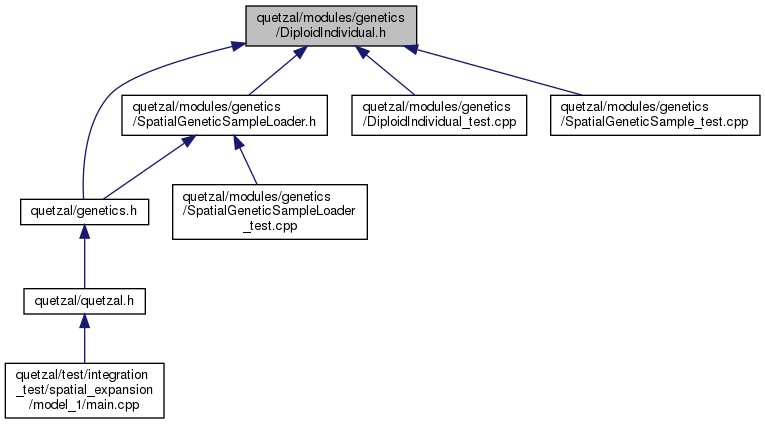 quetzal/modules/genetics
/DiploidIndividual.h
quetzal/modules/genetics
/SpatialGeneticSampleLoader.h
quetzal/modules/genetics
/DiploidIndividual_test.cpp
quetzal/modules/genetics
/SpatialGeneticSample_test.cpp
quetzal/genetics.h
quetzal/modules/genetics
/SpatialGeneticSampleLoader
_test.cpp
quetzal/quetzal.h
quetzal/test/integration
_test/spatial_expansion
/model_1/main.cpp